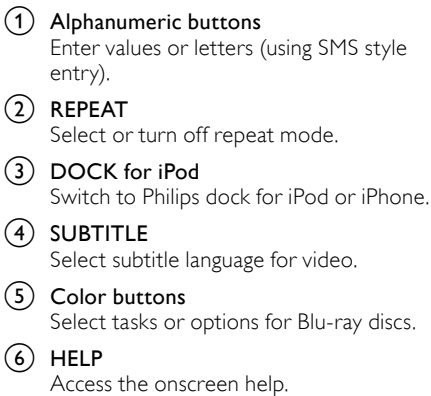 ① Alphanumeric buttons
Enter values or letters (using SMS style
entry).
② REPEAT
Select or turn off repeat mode.
③ DOCK for iPod
Switch to Philips dock for iPod or iPhone.
④ SUBTITLE
Select subtitle language for video.
⑤ Color buttons
Select tasks or options for Blu-ray discs.
⑥ HELP
Access the onscreen help.